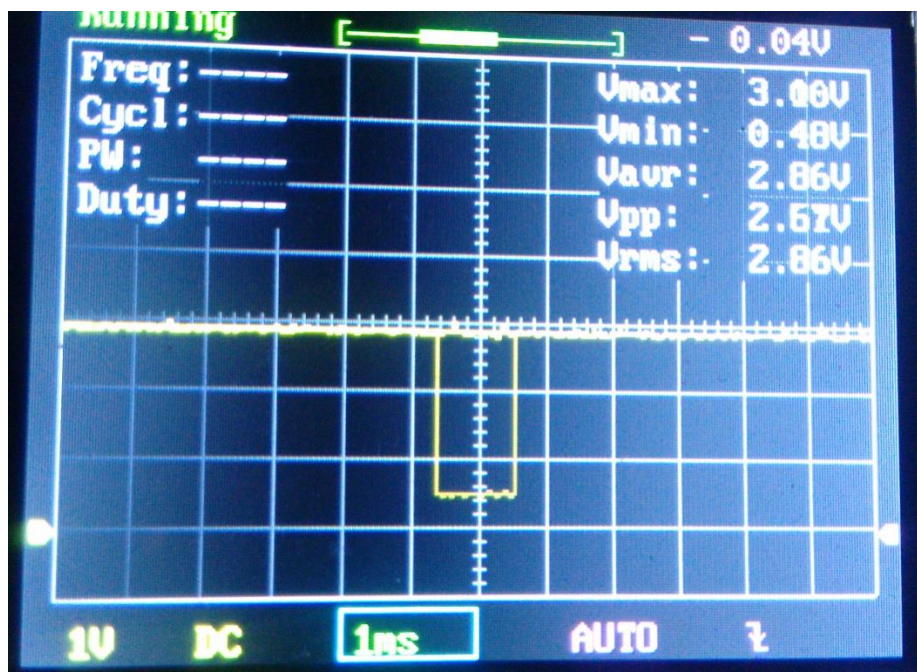 Running - 0.04V
Freq:---- Vmax: 3.00V
Cycl:---- Vmin: 0.48V
PW: ---- Vavr: 2.86V
Duty:---- Vpp: 2.67V
Vrms: 2.86V
1V DC 1ms AUTO